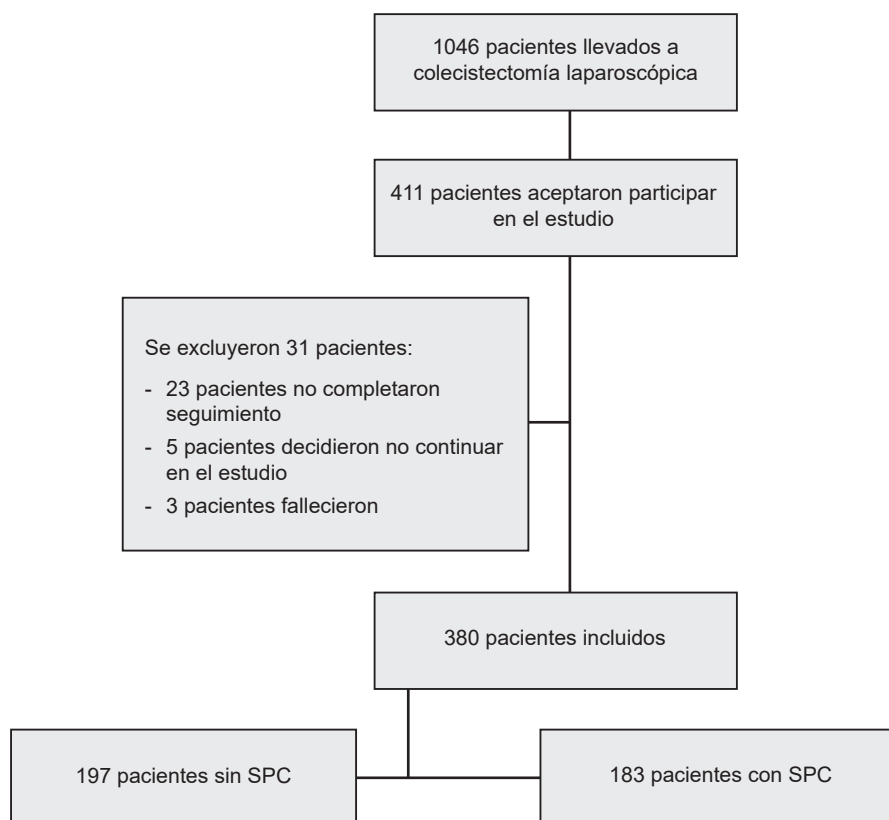 1046 pacientes llevados a
colecistectomía laparoscópica
411 pacientes aceptaron participar
en el estudio
Se excluyeron 31 pacientes:
- 23 pacientes no completaron
seguimiento
- 5 pacientes decidieron no continuar
en el estudio
- 3 pacientes fallecieron
380 pacientes incluidos
197 pacientes sin SPC
183 pacientes con SPC